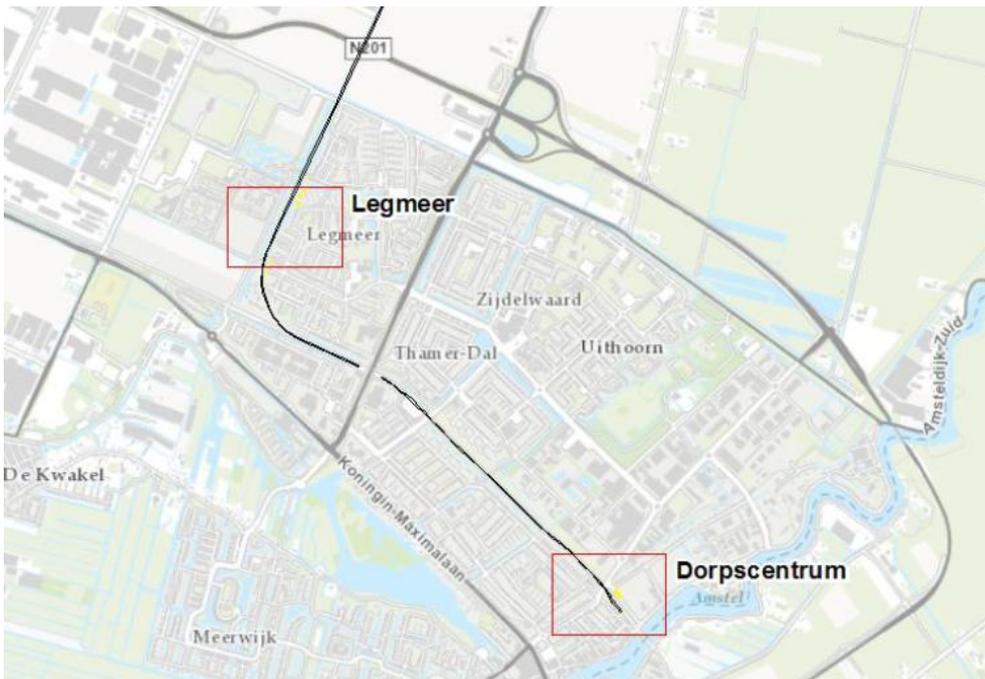 N201
Legmeer
Legmeer
Zijdelwaard
Uithoorn
Thamer-Dal
Amsteldijk-Zuid
De Kwakel
Koningin-Maximalaan
Dorpscentrum
Amstel
Meerwijk